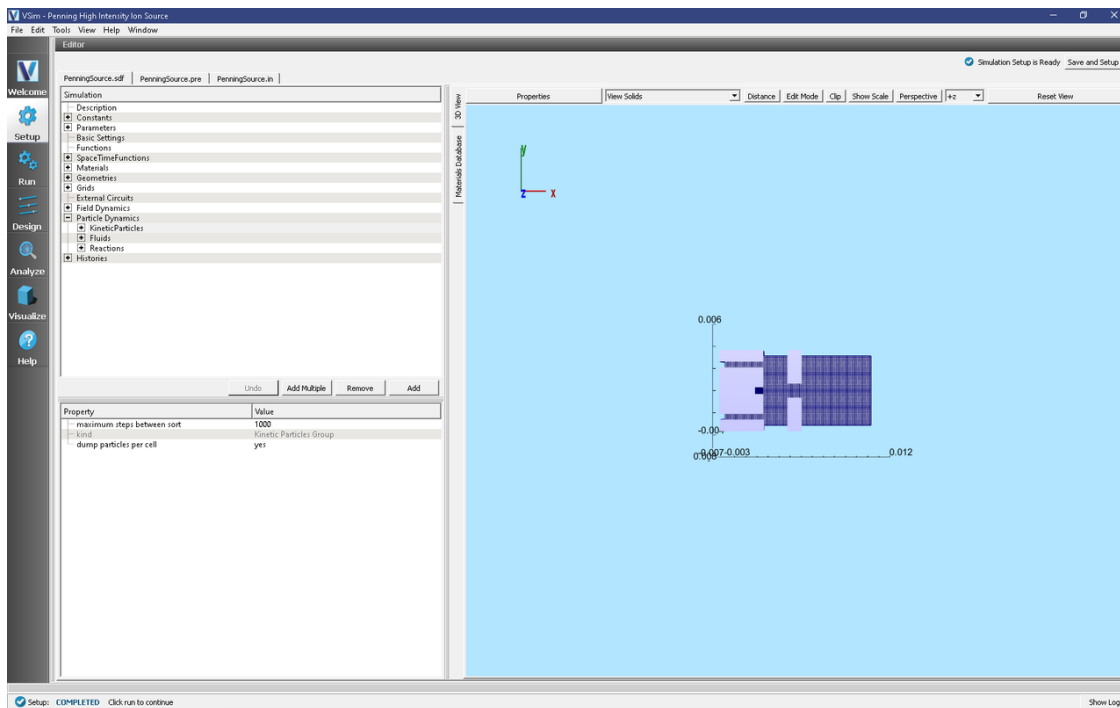 VSim - Penning High Intensity Ion Source
File Edit Tools View Help Window
Editor
Simulation Setup is Ready Save and Setup
Welcome
Setup
Run
Design
Analyze
Visualize
Help
PenningSource.sdf PenningSource.pre PenningSource.in
Simulation
Description
Constants
Parameters
Basic Settings
Functions
SpaceTimeFunctions
Materials
Geometries
Grids
External Circuits
Field Dynamics
Particle Dynamics
KineticParticles
Fluids
Reactions
Histories
Undo Add Multiple Remove Add
Property Value
maximum steps between sort 1000
kind Kinetic Particles Group
dump particles per cell yes
3D View
Materials Database
Properties View Solids Distance Edit Mode Clip Show Scale Perspective +z Reset View
y
z x
0.006
-0.003
0.012
Setup: COMPLETED Click run to continue
Show Log